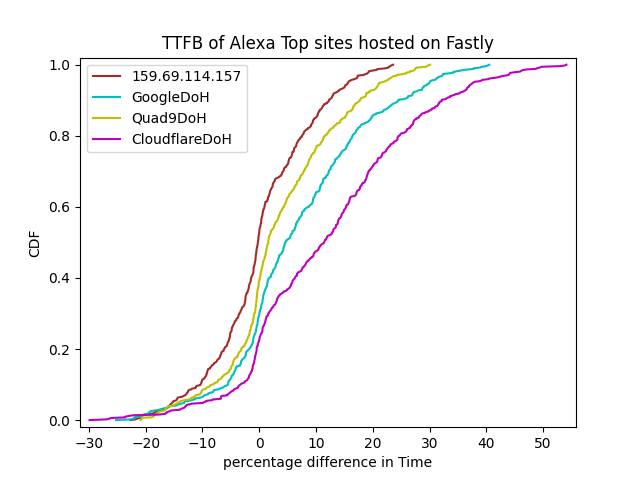 TTFB of Alexa Top sites hosted on Fastly
159.69.114.157
GoogleDoH
Quad9DoH
CloudflareDoH
CDF
1.0
0.8
0.6
0.4
0.2
0.0
−30 −20 −10 0 10 20 30 40 50
percentage difference in Time